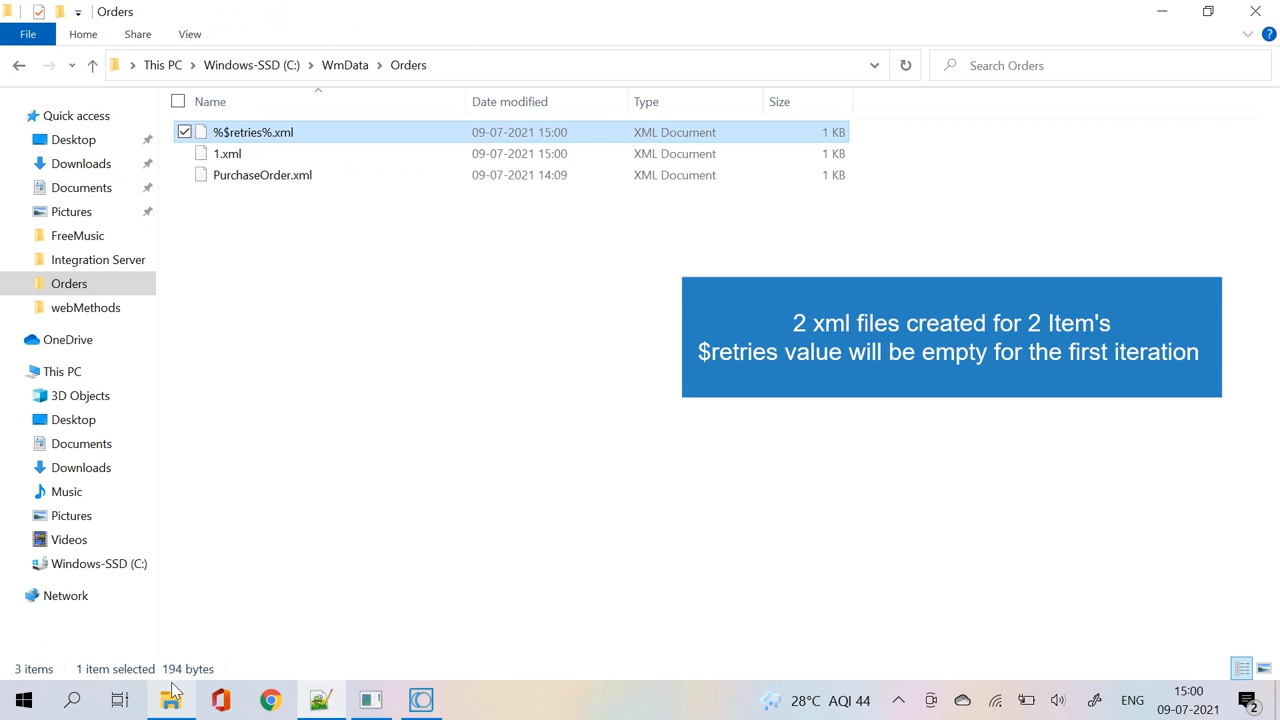 Orders
File
Home
Share
View
This PC
Windows-SSD (C:)
WmData
Orders
Search Orders
Name
Date modified
Type
Size
%$retries%.xml
09-07-2021 15:00
XML Document
1 KB
1.xml
09-07-2021 15:00
XML Document
1 KB
PurchaseOrder.xml
09-07-2021 14:09
XML Document
1 KB
Quick access
Desktop
Downloads
Documents
Pictures
FreeMusic
Integration Server
Orders
webMethods
OneDrive
This PC
3D Objects
Desktop
Documents
Downloads
Music
Pictures
Videos
Windows-SSD (C:)
Network
2 xml files created for 2 Item's
$retries value will be empty for the first iteration
3 items
1 item selected 194 bytes
28°C AQI 44
ENG
15:00
09-07-2021
2